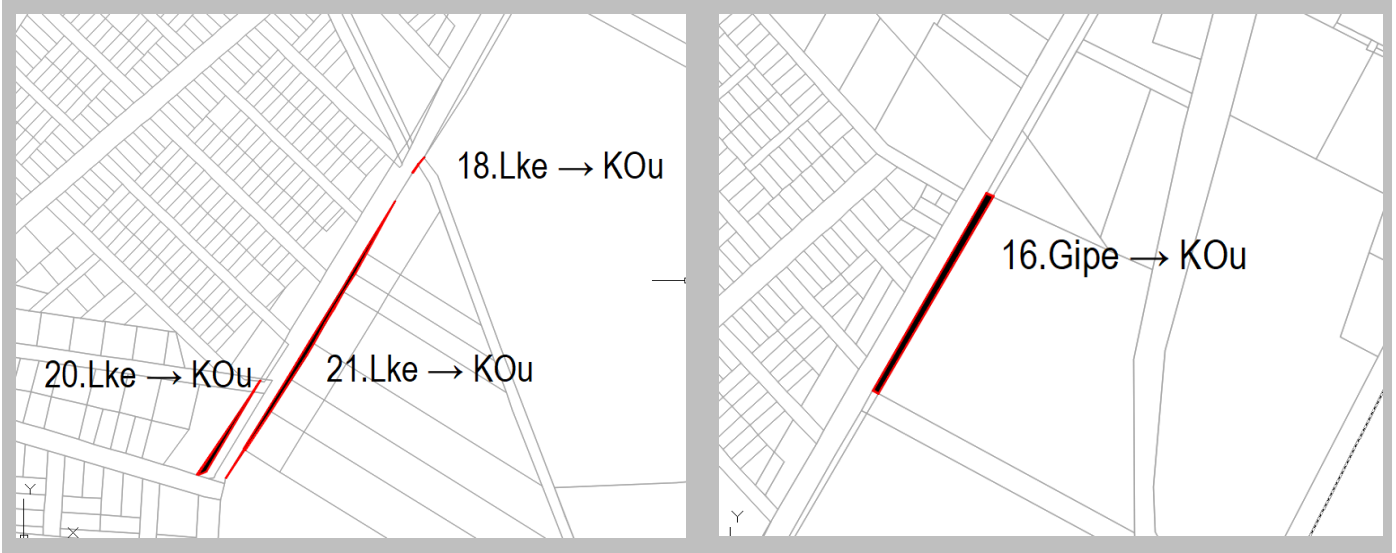 18.Lke → KOu
20.Lke → KOu
21.Lke → KOu
Y
X
16.Gipe → KOu
Y